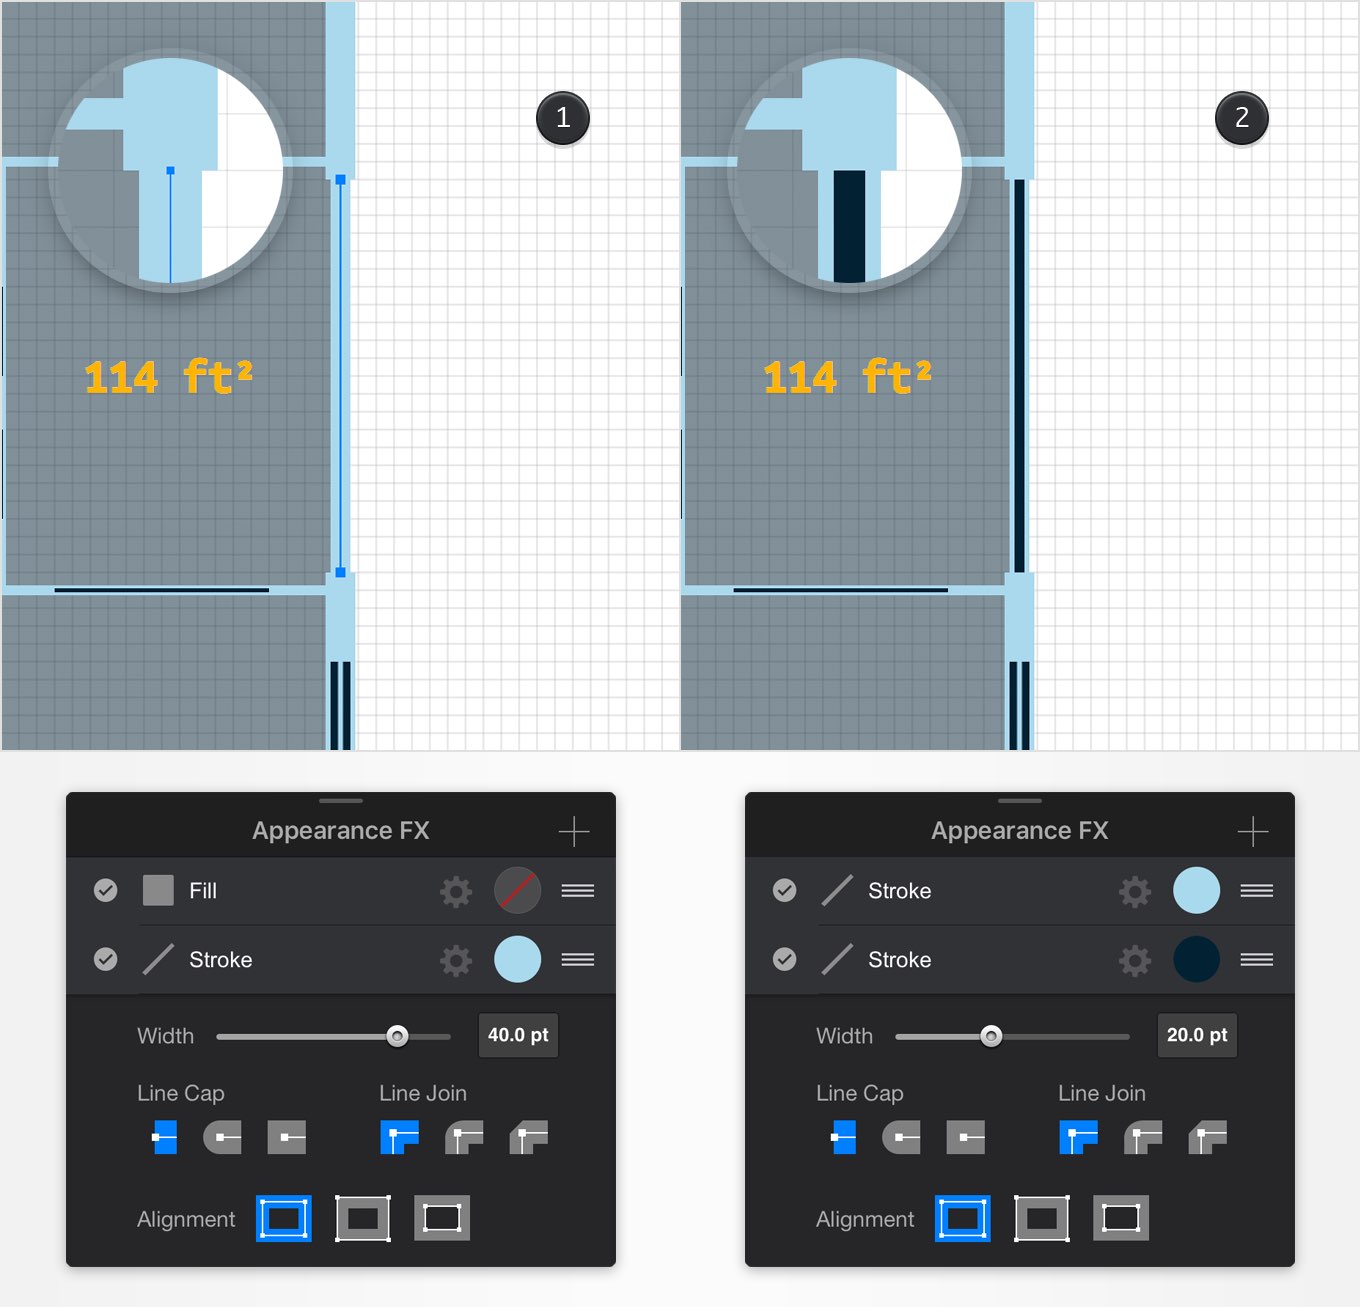 1
2
114 ft²
114 ft²
Appearance FX
Fill
Stroke
Width
40.0 pt
Line Cap
Line Join
Alignment
Appearance FX
Stroke
Stroke
Width
20.0 pt
Line Cap
Line Join
Alignment